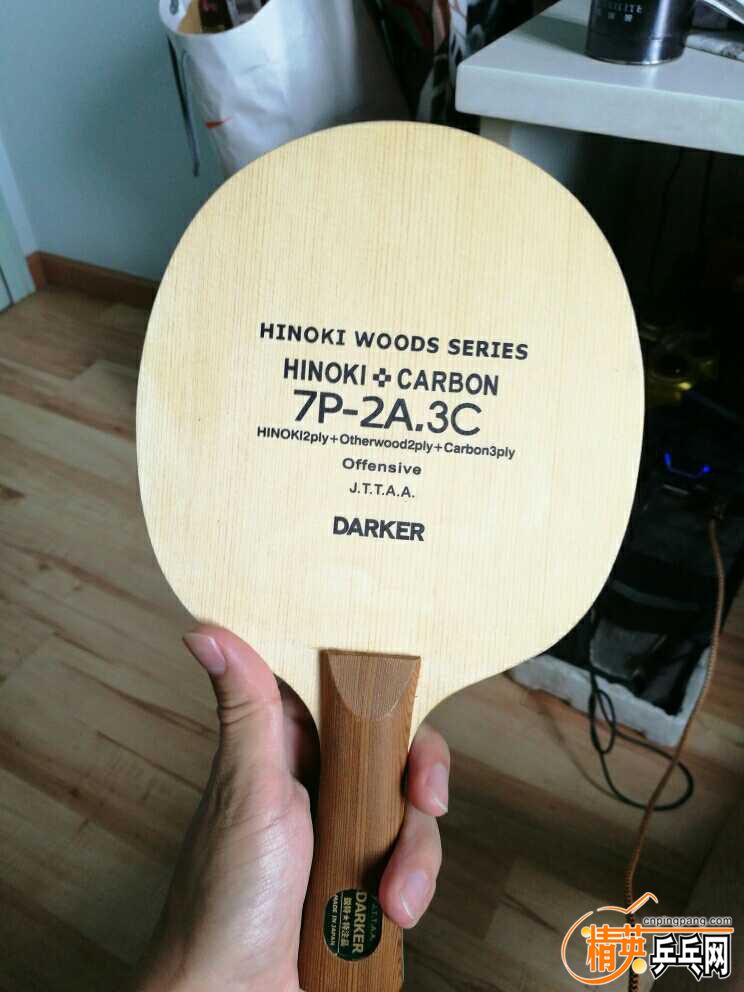 HINOKI WOODS SERIES
HINOKI CARBON
7P-2A.3C
HINOKI2ply+Otherwood2ply+Carbon3ply
Offensive
J.T.T.A.A.
DARKER
J.T.T.A.A.
DARKER
MADE IN JAPAN
cnpingpang.com
精英乒乓网